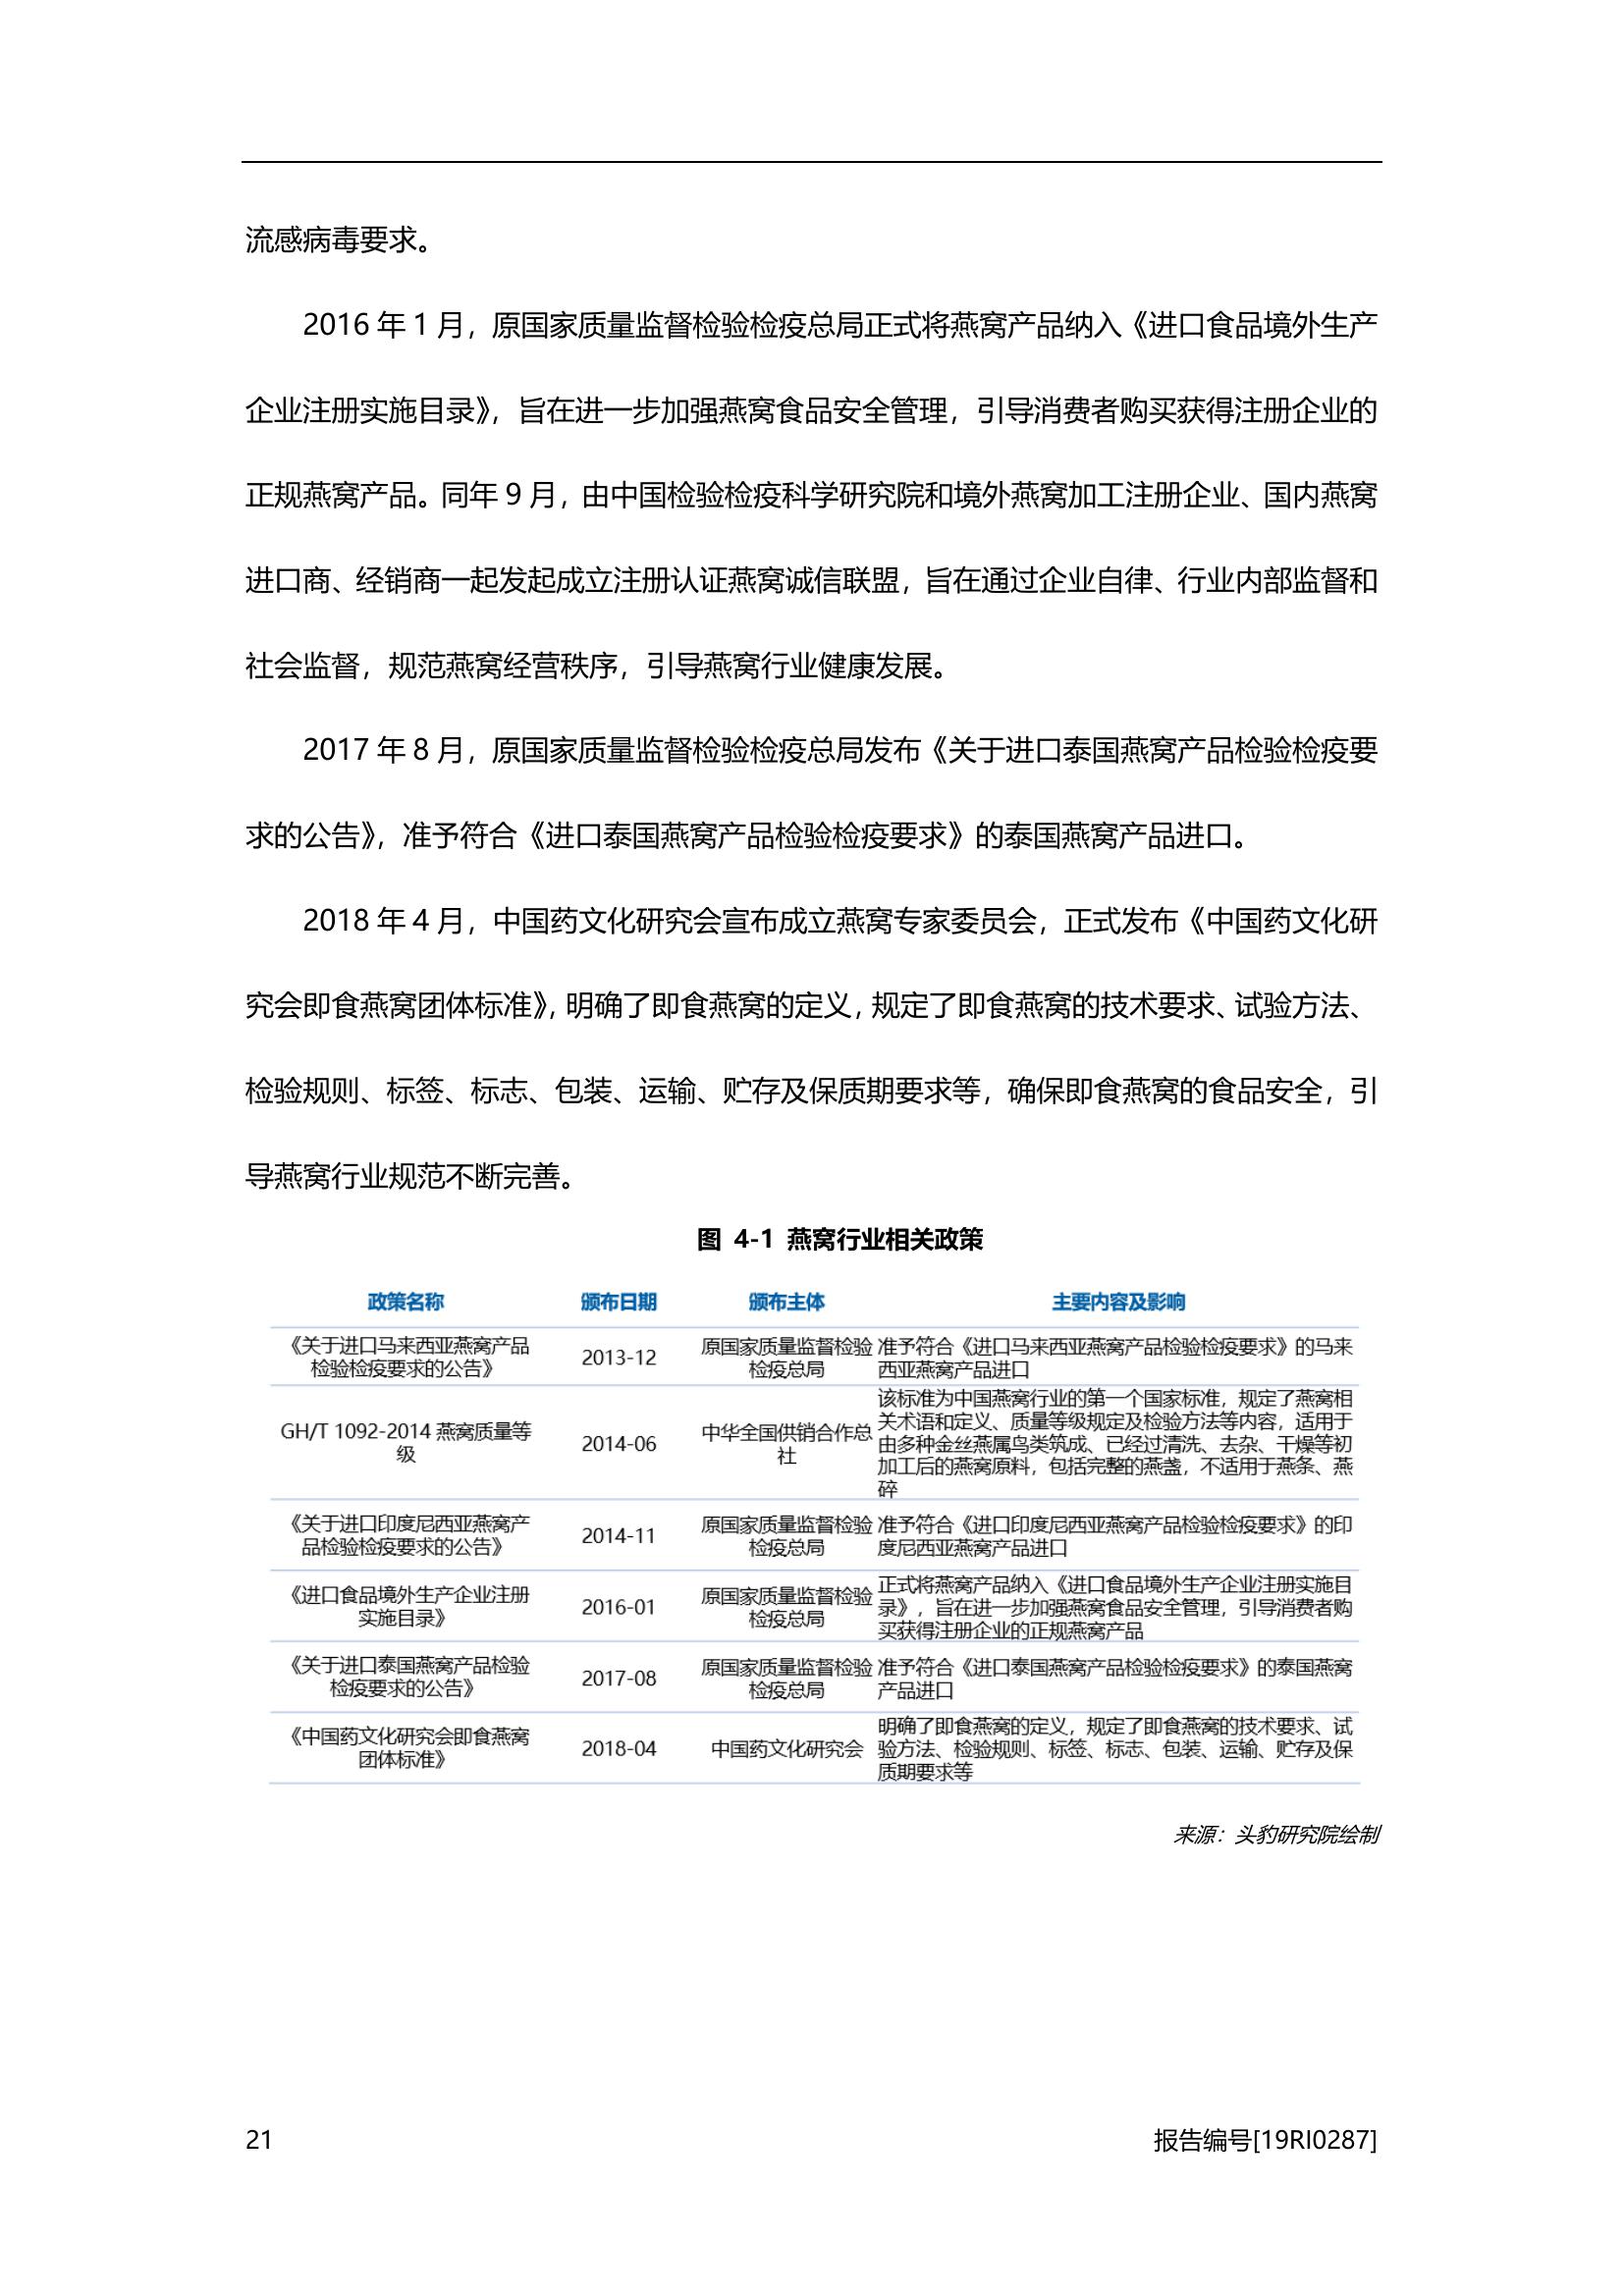 流感病毒要求。
2016 年 1 月，原国家质量监督检验检疫总局正式将燕窝产品纳入《进口食品境外生产
企业注册实施目录》，旨在进一步加强燕窝食品安全管理，引导消费者购买获得注册企业的
正规燕窝产品。同年 9 月，由中国检验检疫科学研究院和境外燕窝加工注册企业、国内燕窝
进口商、经销商一起发起成立注册认证燕窝诚信联盟，旨在通过企业自律、行业内部监督和
社会监督，规范燕窝经营秩序，引导燕窝行业健康发展。
2017 年 8 月，原国家质量监督检验检疫总局发布《关于进口泰国燕窝产品检验检疫要
求的公告》，准予符合《进口泰国燕窝产品检验检疫要求》的泰国燕窝产品进口。
2018 年 4 月，中国药文化研究会宣布成立燕窝专家委员会，正式发布《中国药文化研
究会即食燕窝团体标准》，明确了即食燕窝的定义，规定了即食燕窝的技术要求、试验方法、
检验规则、标签、标志、包装、运输、贮存及保质期要求等，确保即食燕窝的食品安全，引
导燕窝行业规范不断完善。
图 4-1 燕窝行业相关政策
政策名称 颁布日期 颁布主体 主要内容及影响
《关于进口马来西亚燕窝产品
检验检疫要求的公告》
2013-12
原国家质量监督检验
检疫总局
准予符合《进口马来西亚燕窝产品检验检疫要求》的马来
西亚燕窝产品进口
GH/T 1092-2014 燕窝质量等
级
2014-06
中华全国供销合作总
社
该标准为中国燕窝行业的第一个国家标准，规定了燕窝相
关术语和定义、质量等级规定及检验方法等内容，适用于
由多种金丝燕属鸟类筑成、已经过清洗、去杂、干燥等初
加工后的燕窝原料，包括完整的燕盏，不适用于燕条、燕
碎
《关于进口印度尼西亚燕窝产
品检验检疫要求的公告》
2014-11
原国家质量监督检验
检疫总局
准予符合《进口印度尼西亚燕窝产品检验检疫要求》的印
度尼西亚燕窝产品进口
《进口食品境外生产企业注册
实施目录》
2016-01
原国家质量监督检验
检疫总局
正式将燕窝产品纳入《进口食品境外生产企业注册实施目
录》，旨在进一步加强燕窝食品安全管理，引导消费者购
买获得注册企业的正规燕窝产品
《关于进口泰国燕窝产品检验
检疫要求的公告》
2017-08
原国家质量监督检验
检疫总局
准予符合《进口泰国燕窝产品检验检疫要求》的泰国燕窝
产品进口
《中国药文化研究会即食燕窝
团体标准》
2018-04
中国药文化研究会
明确了即食燕窝的定义，规定了即食燕窝的技术要求、试
验方法、检验规则、标签、标志、包装、运输、贮存及保
质期要求等
来源：头豹研究院绘制
21
报告编号[19RI0287]